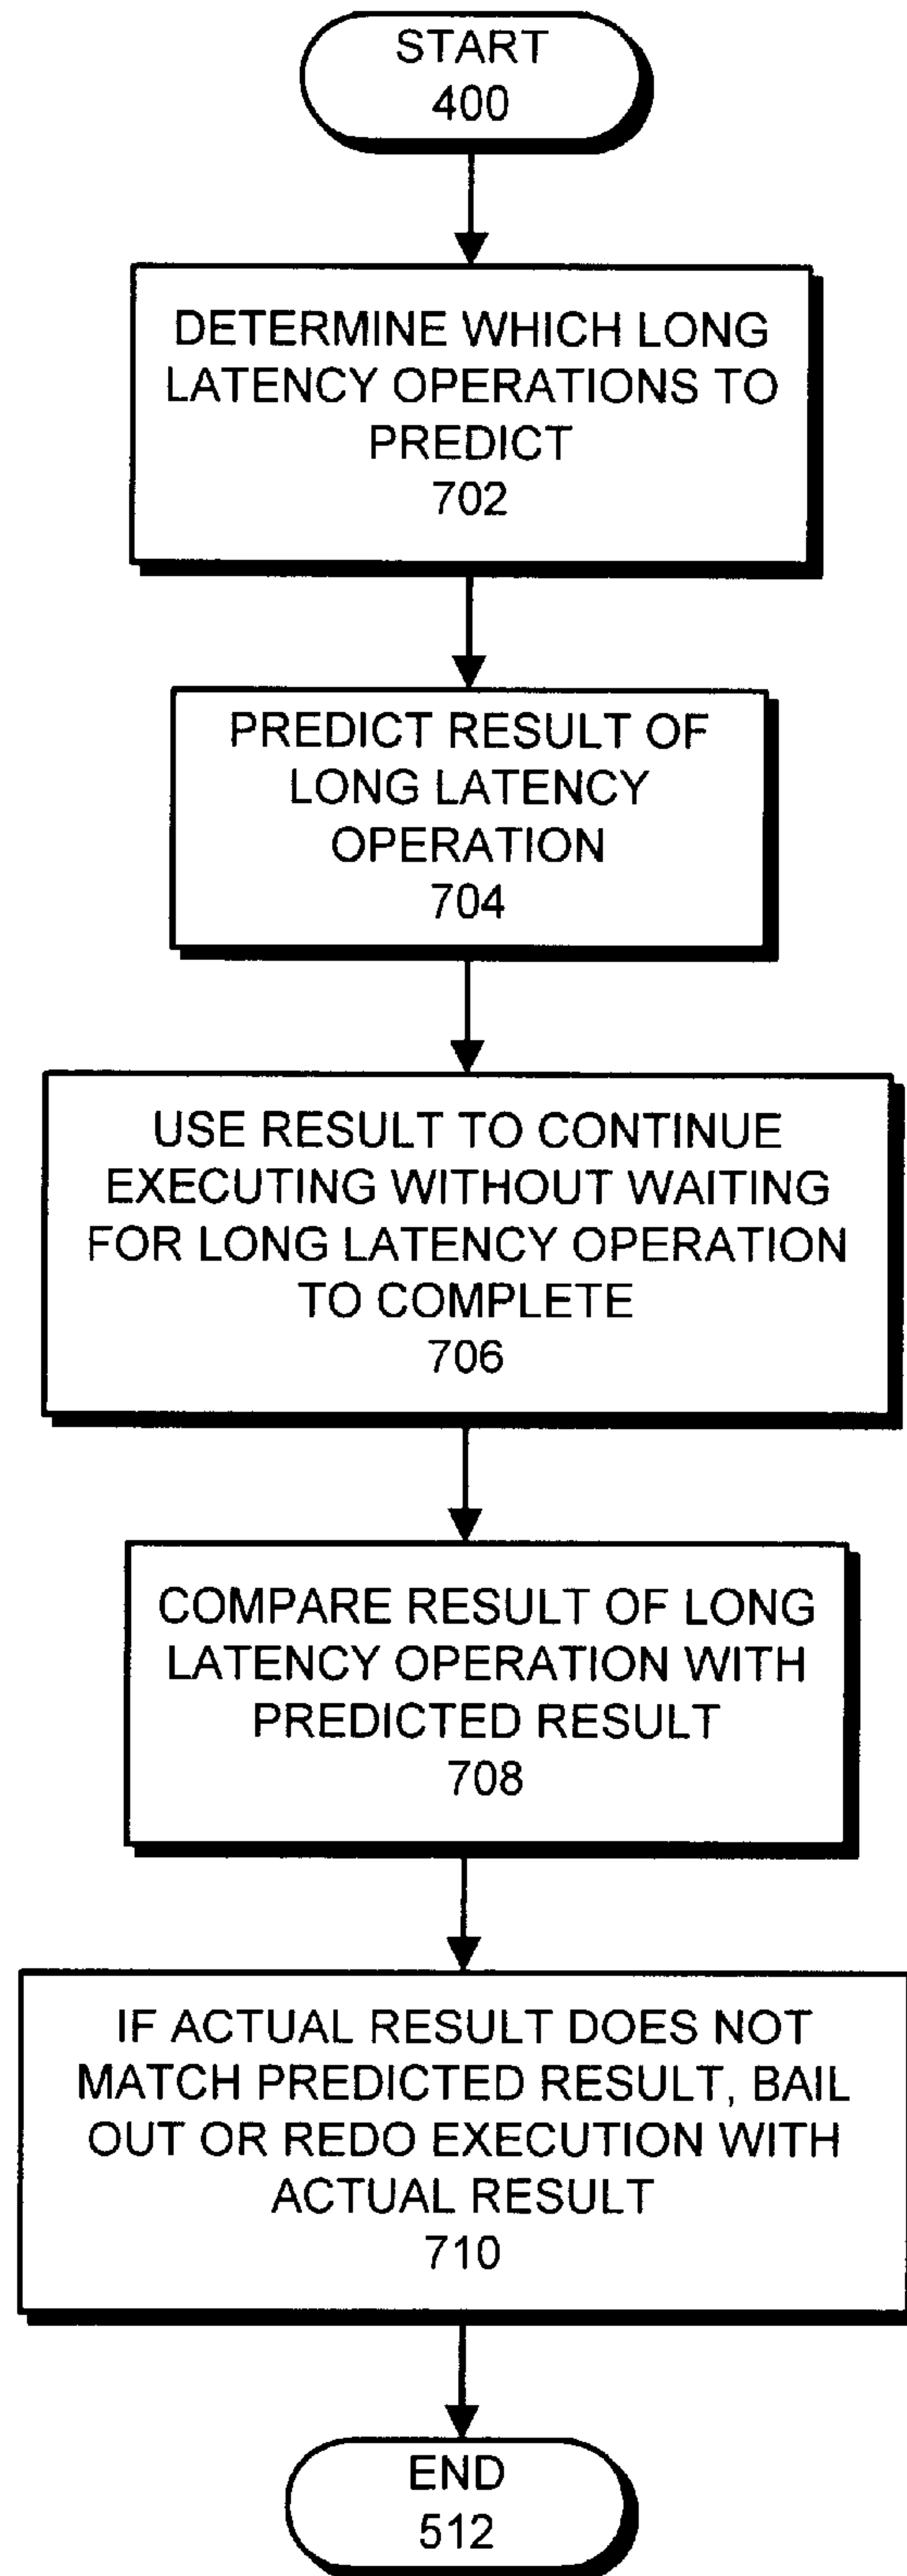 START
400
DETERMINE WHICH LONG
LATENCY OPERATIONS TO
PREDICT
702
PREDICT RESULT OF
LONG LATENCY
OPERATION
704
USE RESULT TO CONTINUE
EXECUTING WITHOUT WAITING
FOR LONG LATENCY OPERATION
TO COMPLETE
706
COMPARE RESULT OF LONG
LATENCY OPERATION WITH
PREDICTED RESULT
708
IF ACTUAL RESULT DOES NOT
MATCH PREDICTED RESULT, BAIL
OUT OR REDO EXECUTION WITH
ACTUAL RESULT
710
END
512